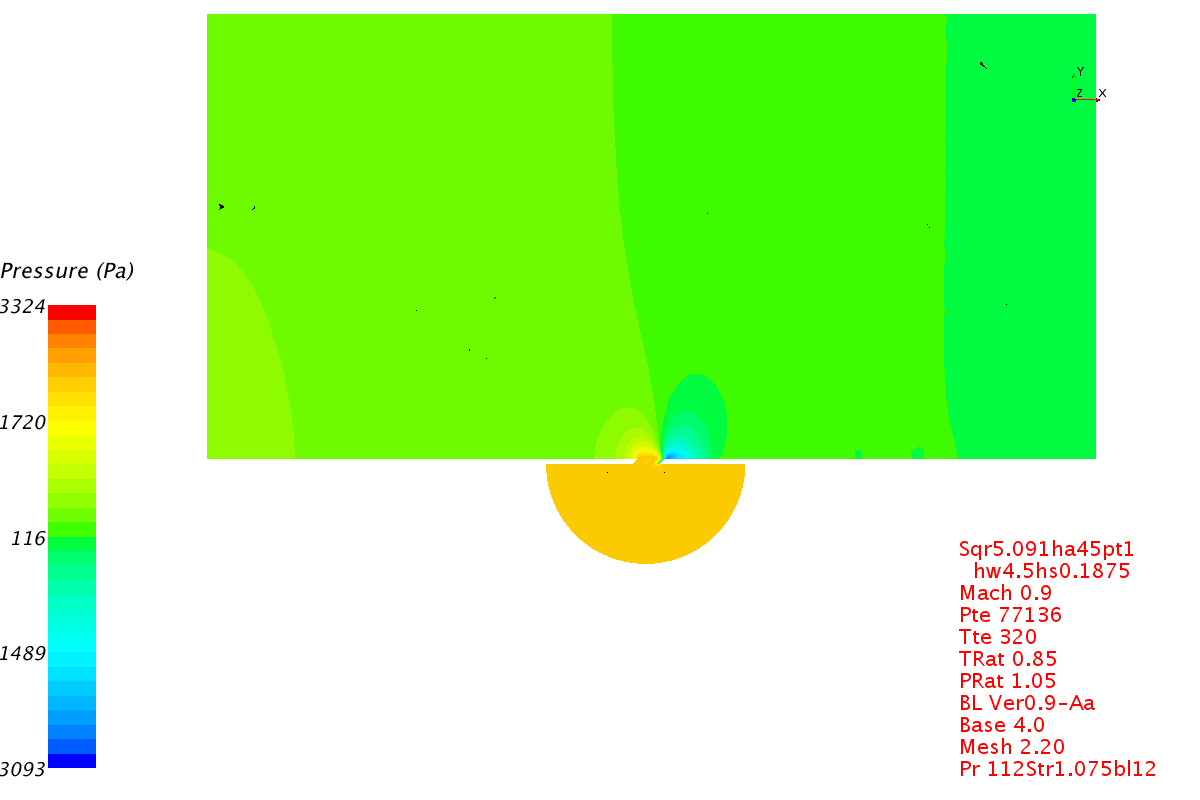 Y
Z X
Pressure (Pa)
3324
1720
116
1489
3093
Sqr5.091ha45pt1
hw4.5hs0.1875
Mach 0.9
Pte 77136
Tte 320
TRat 0.85
PRat 1.05
BL Ver0.9-Aa
Base 4.0
Mesh 2.20
Pr 112Str1.075bl12